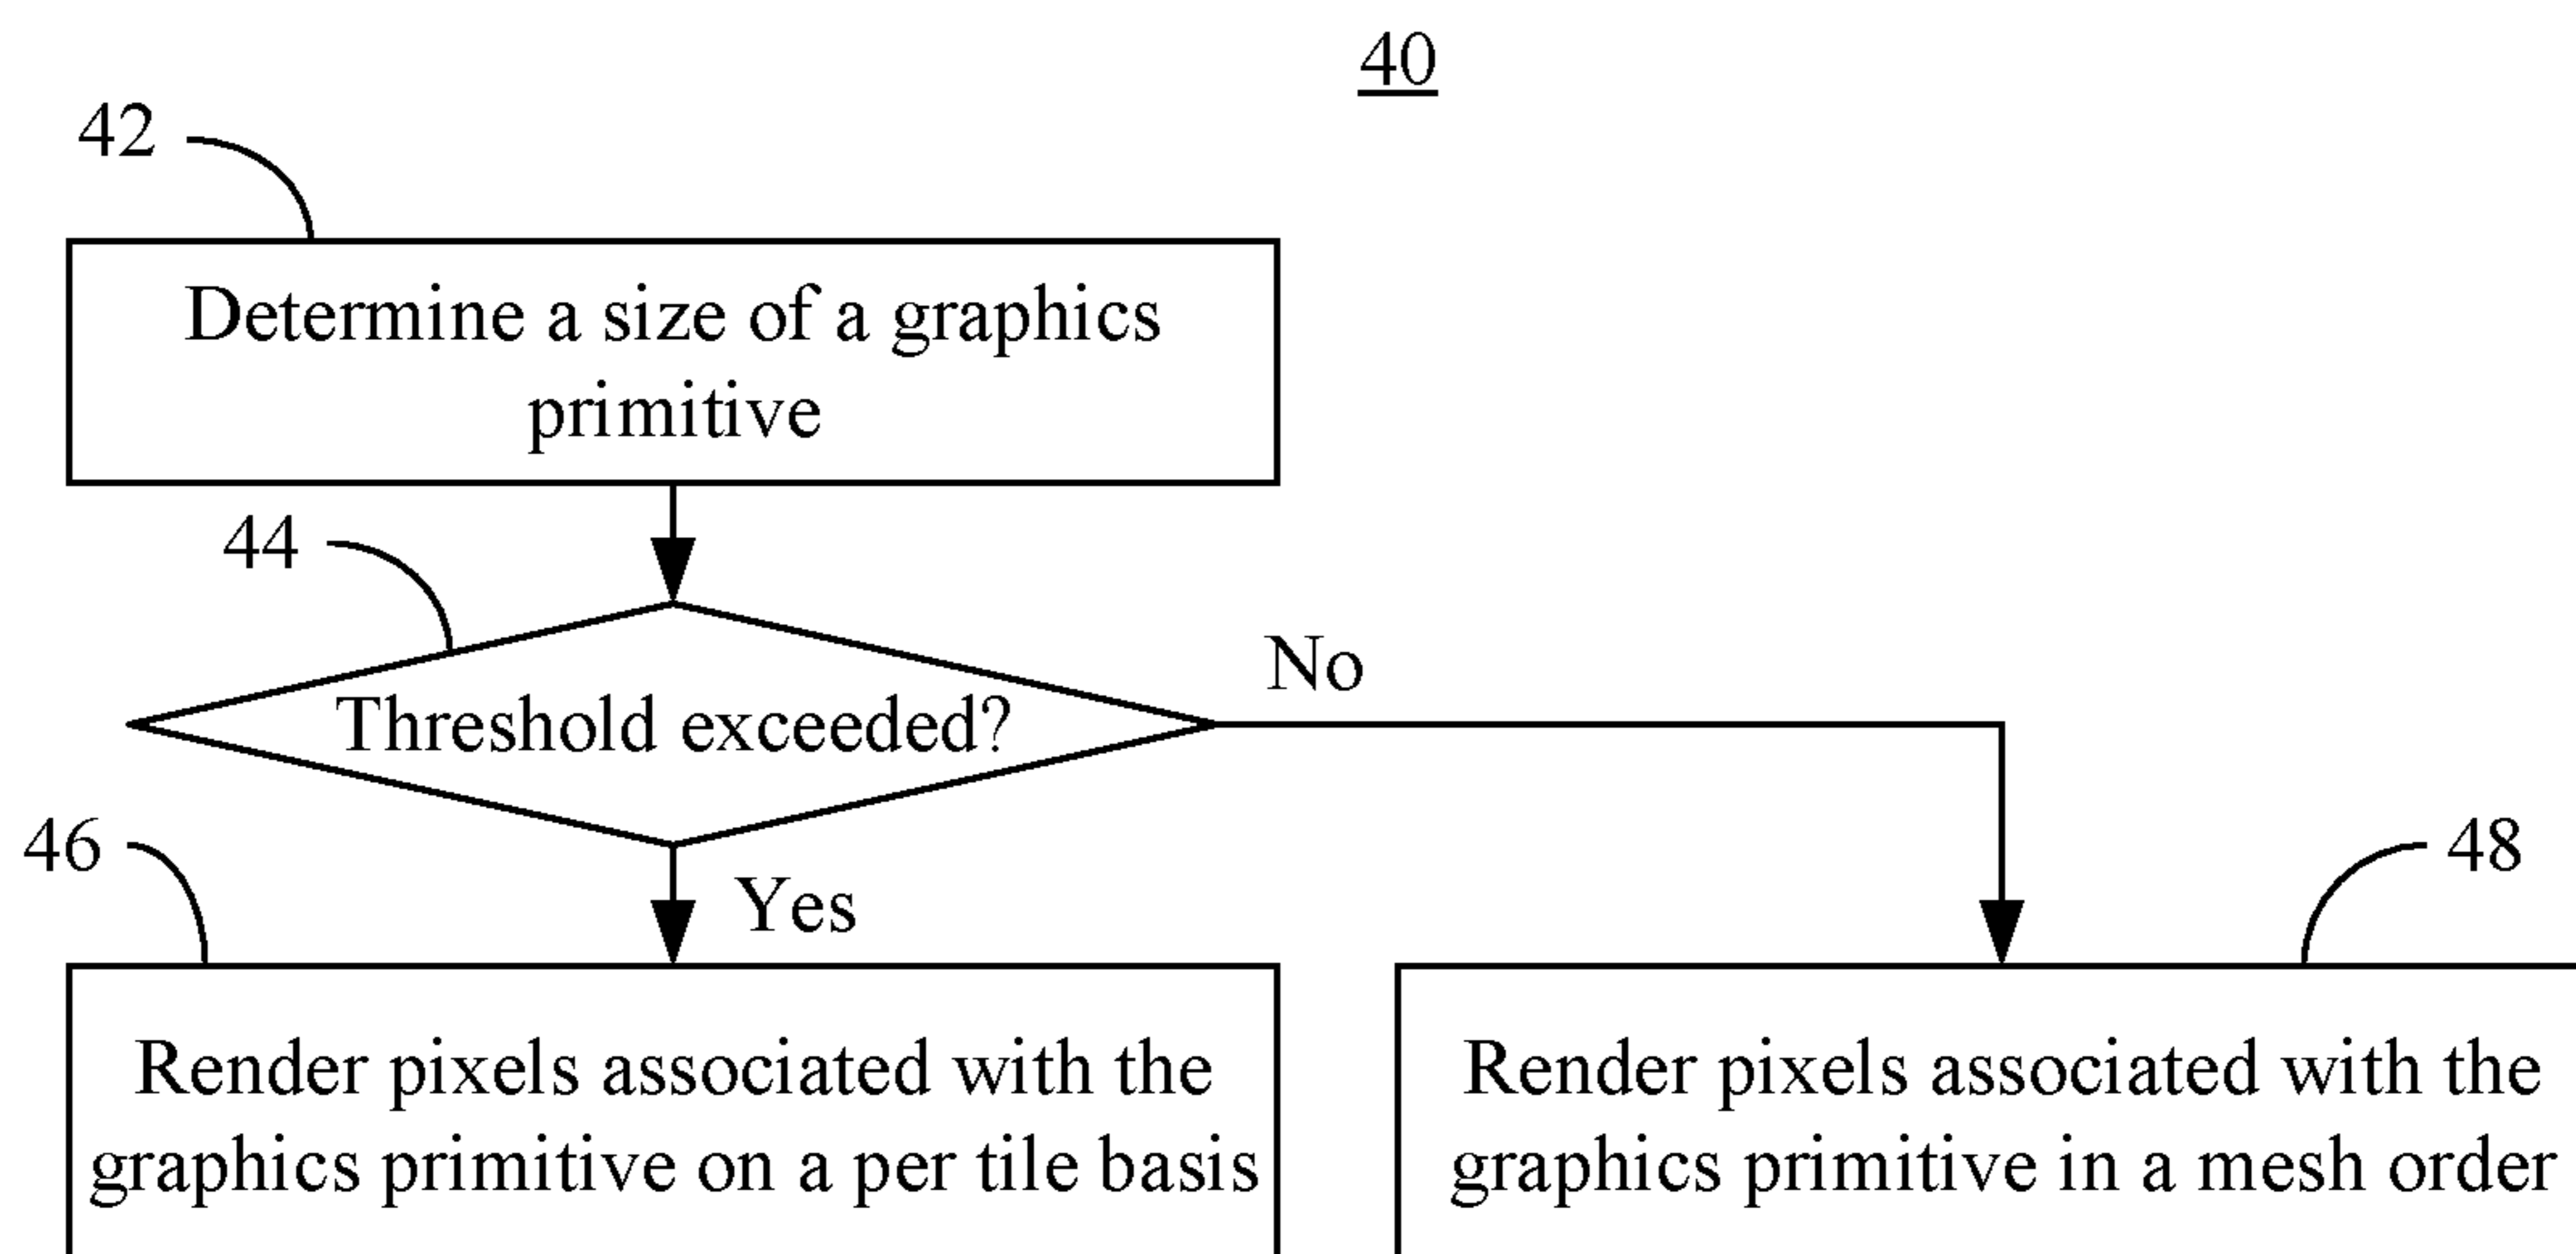 40
42
Determine a size of a graphics
primitive
44
Threshold exceeded?
No
46
Yes
48
Render pixels associated with the
graphics primitive on a per tile basis
Render pixels associated with the
graphics primitive in a mesh order